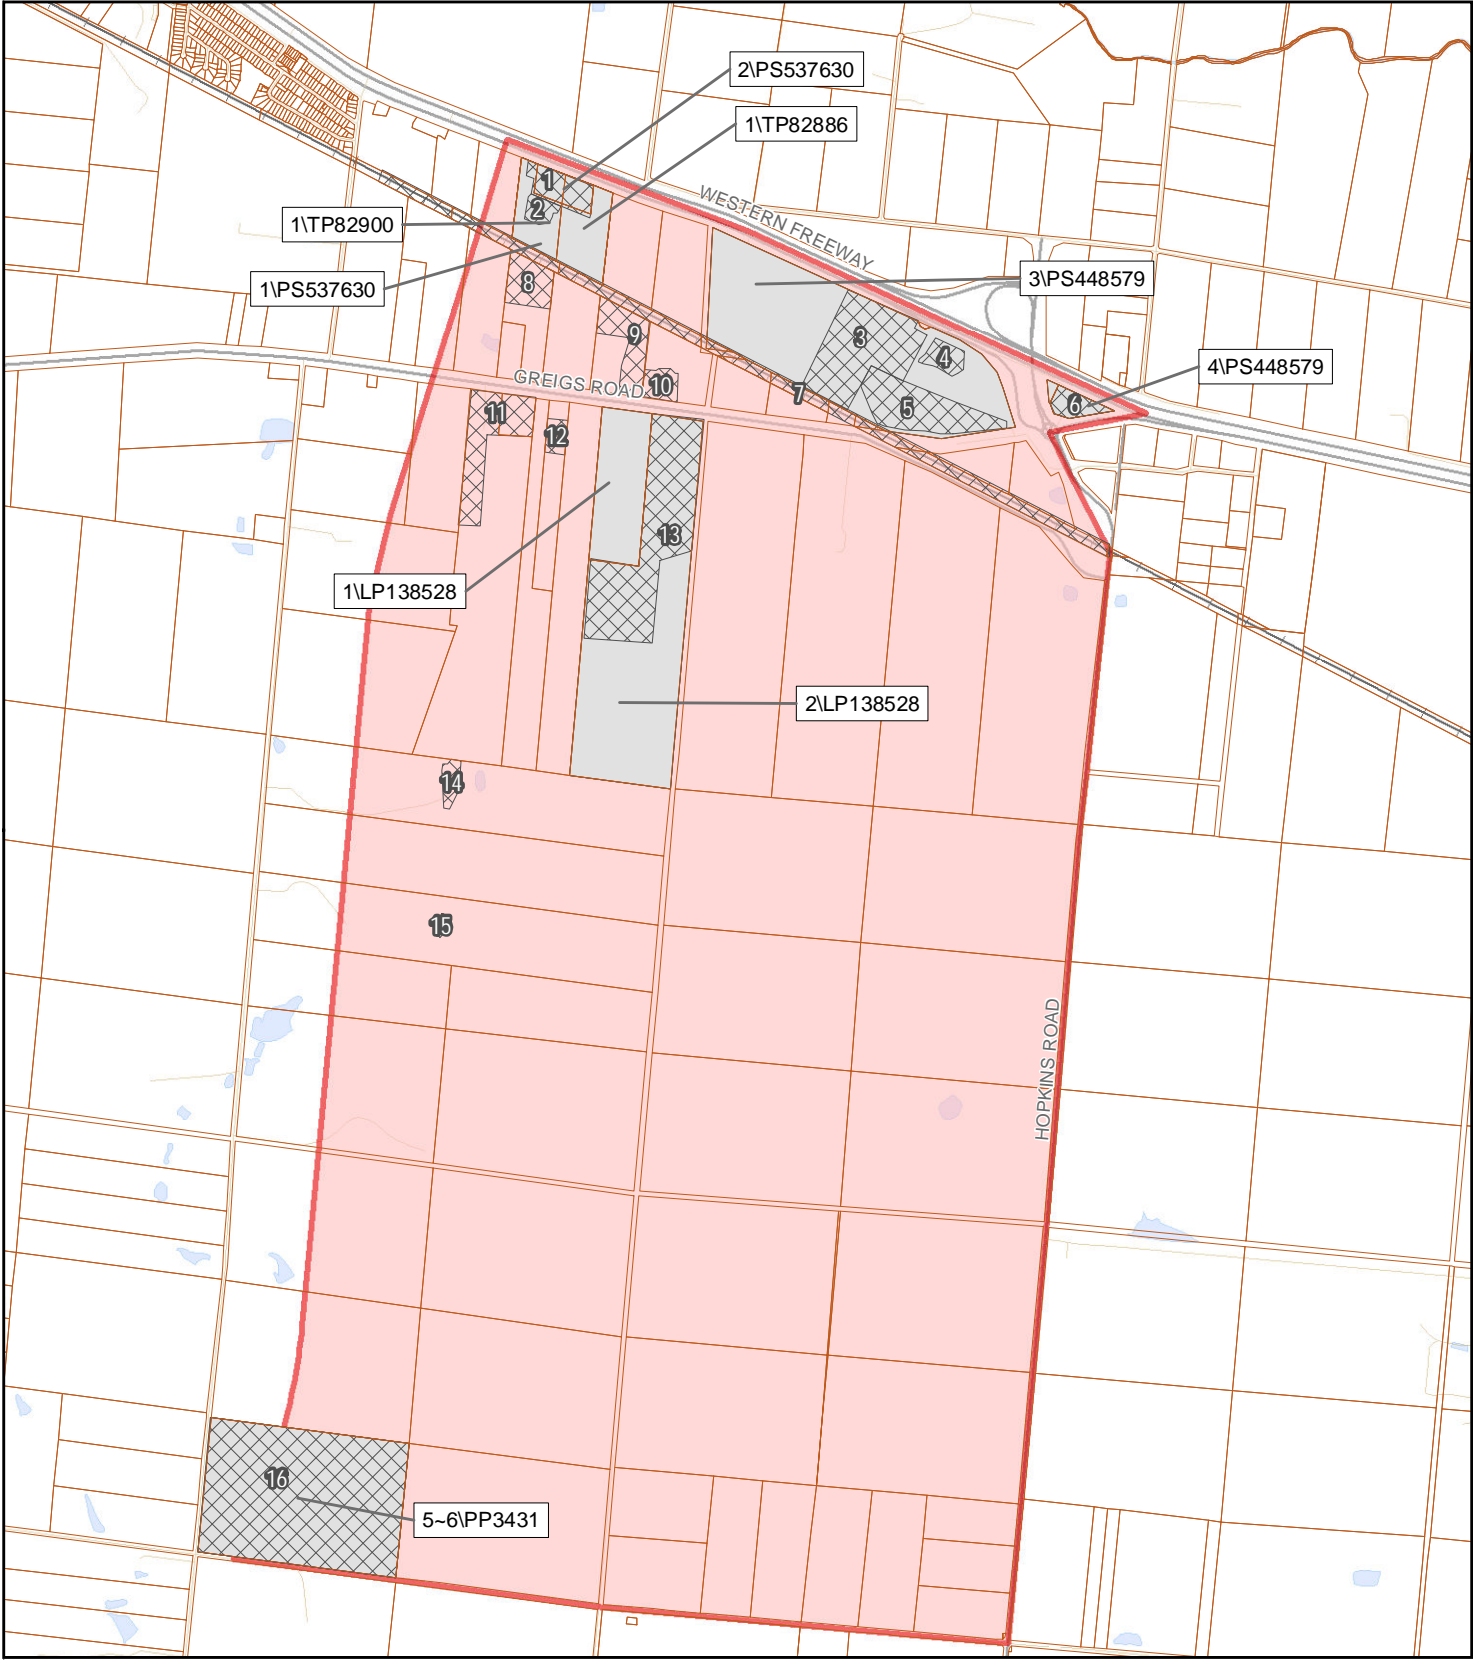 2\PS537630
1\TP82886
1
2
WESTERN FREEWAY
1\TP82900
3\PS448579
1\PS537630
8
9
3
4
4\PS448579
GREIGS ROAD
10
7
6
11
5
12
13
1\LP138528
2\LP138528
14
15
HOPKINS ROAD
16
5~6\PP3431